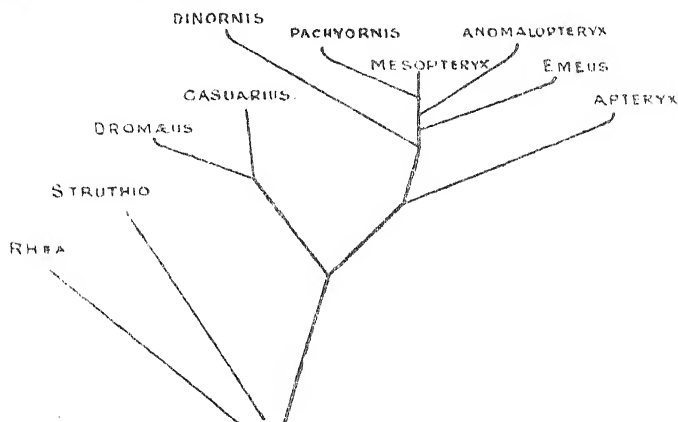 DINORNIS
PACHYORNIS
ANOMALOPTERYX
MESOPTERYX
EMEUS
CASUARIUS.
APTERYX
DROMÆUS
STRUTHIO
RHEA